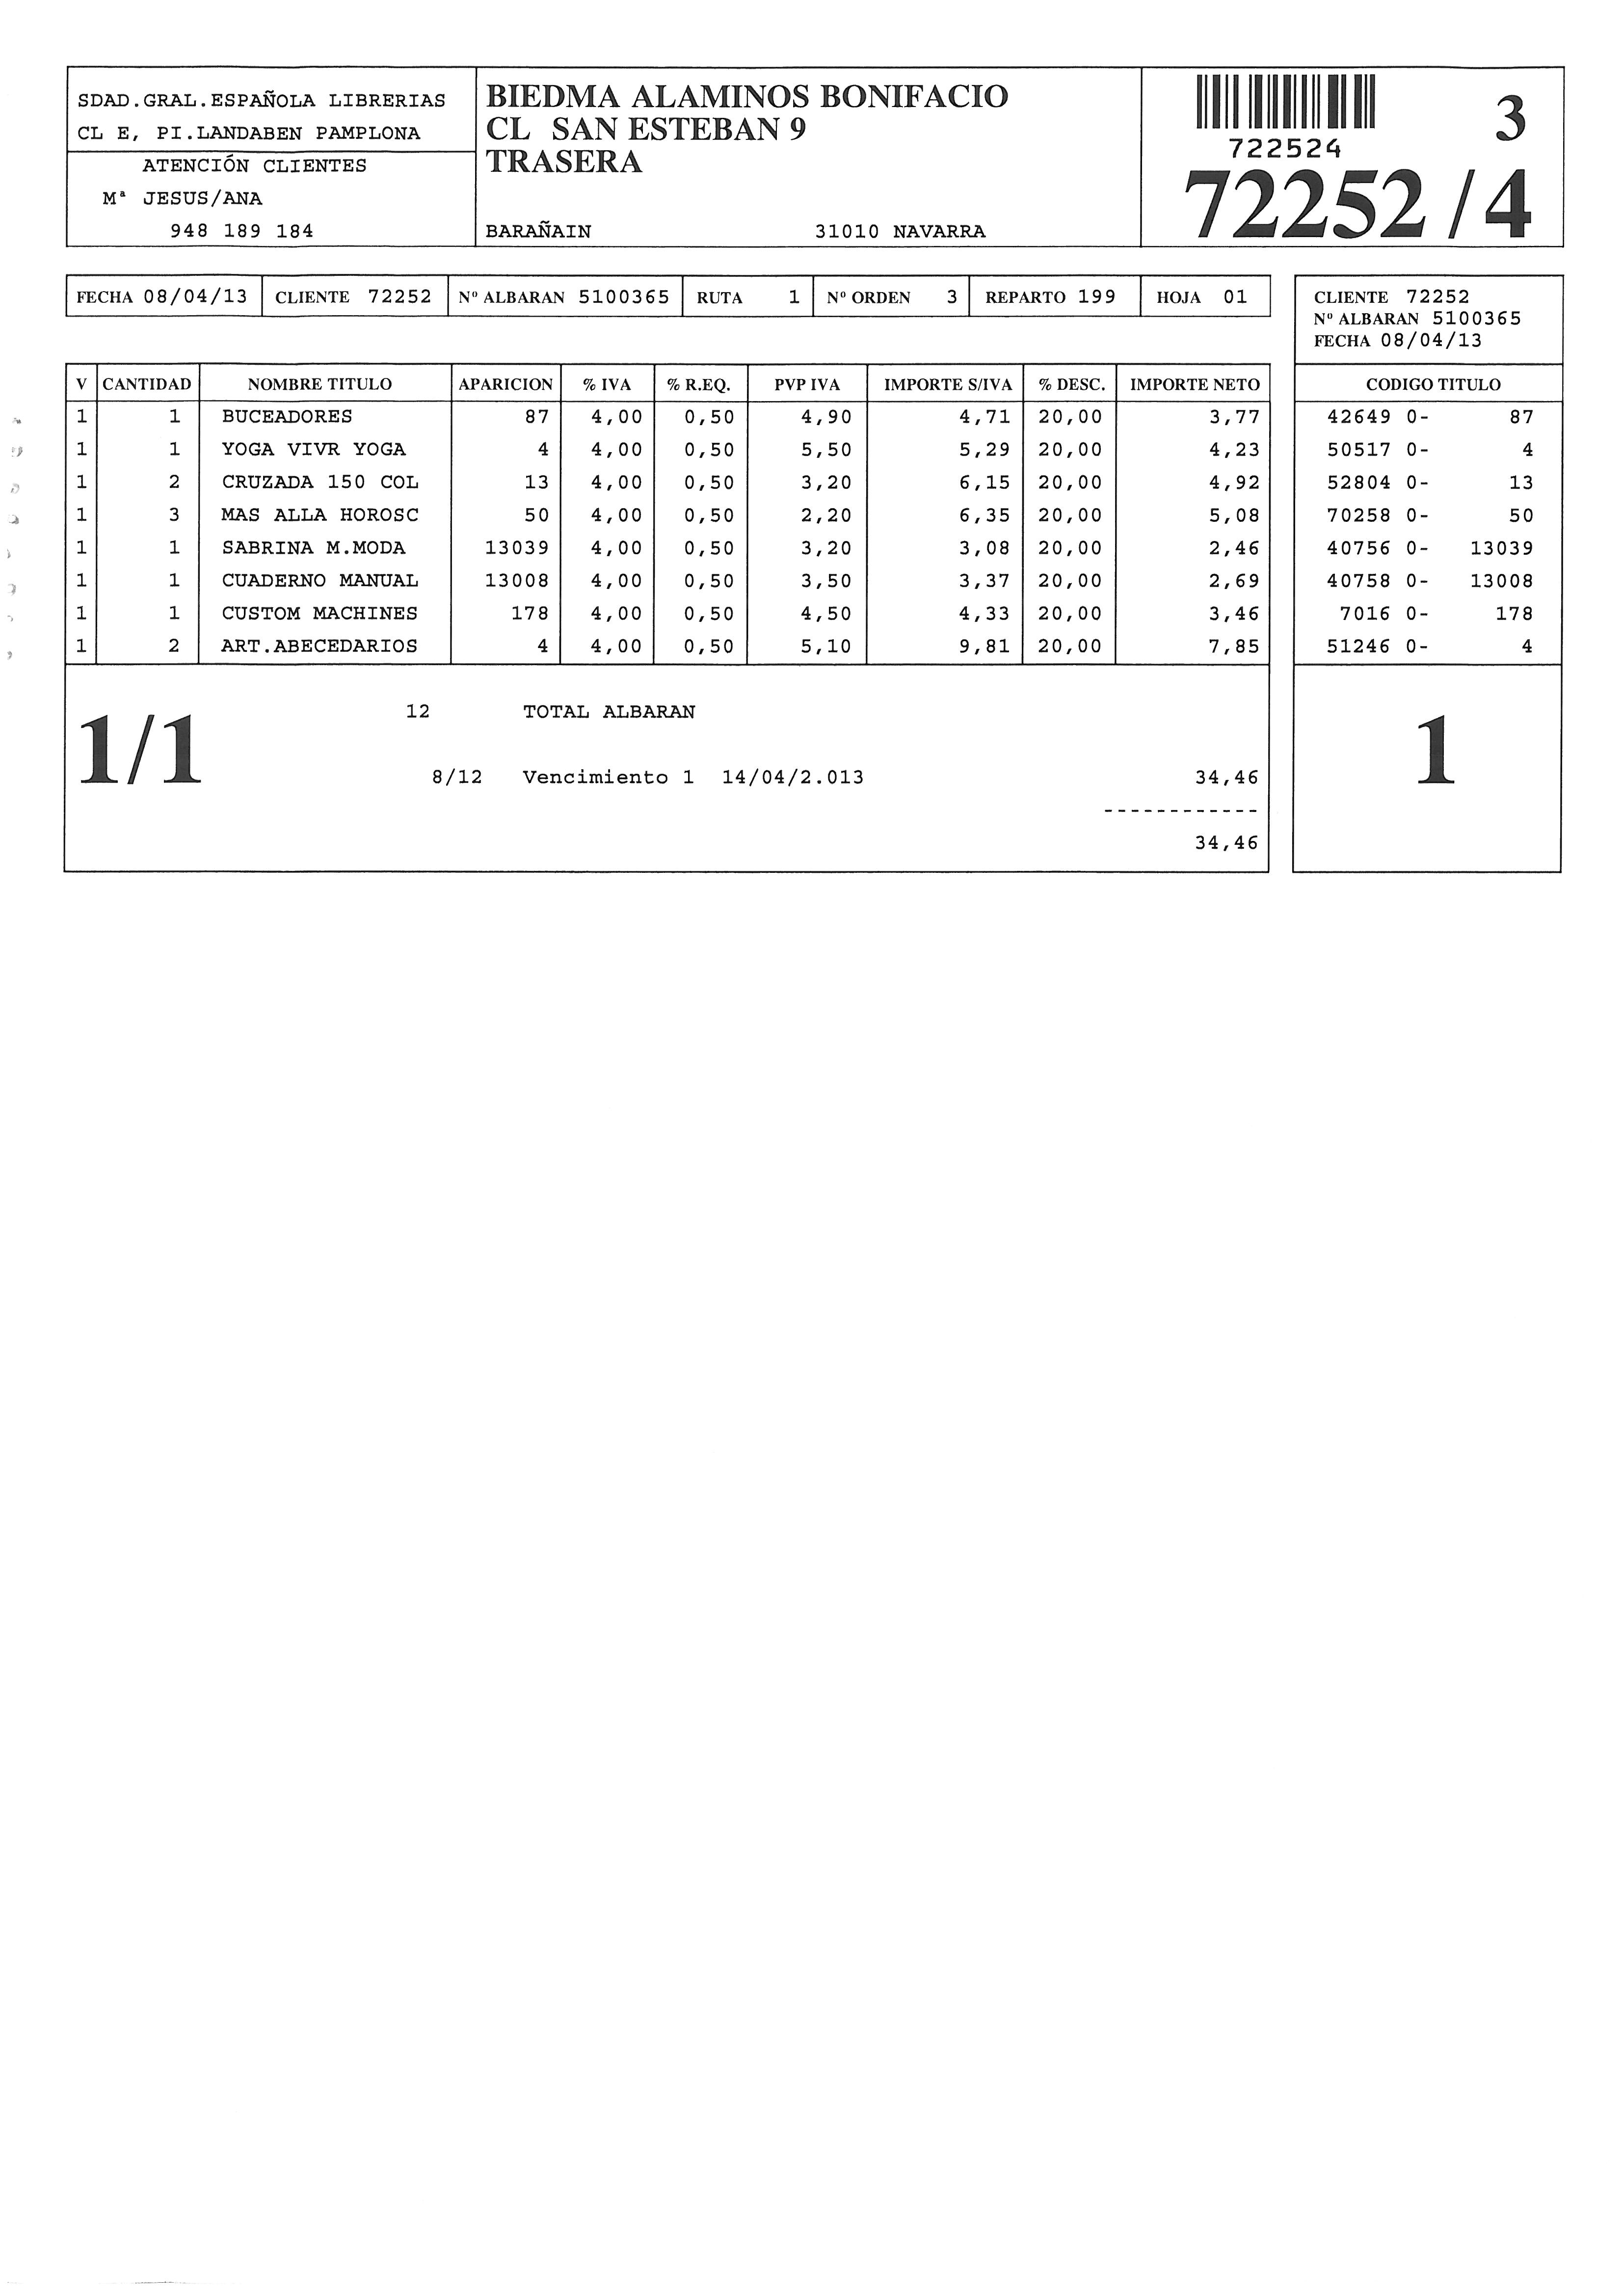 SDAD.GRAL.ESPAÑOLA LIBRERIAS
CL E, PI.LANDABEN PAMPLONA
ATENCIÓN CLIENTES
Mª JESUS/ANA
948 189 184
BIEDMA ALAMINOS BONIFACIO
CL SAN ESTEBAN 9
TRASERA
BARAÑAIN 31010 NAVARRA
722524
3
72252 / 4
FECHA 08/04/13 CLIENTE 72252 Nº ALBARAN 5100365 RUTA 1 Nº ORDEN 3 REPARTO 199 HOJA 01
CLIENTE 72252
Nº ALBARAN 5100365
FECHA 08/04/13
V CANTIDAD NOMBRE TITULO APARICION % IVA % R.EQ. PVP IVA IMPORTE S/IVA % DESC. IMPORTE NETO CODIGO TITULO
1 1 BUCEADORES 87 4,00 0,50 4,90 4,71 20,00 3,77 42649 0- 87
1 1 YOGA VIVR YOGA 4 4,00 0,50 5,50 5,29 20,00 4,23 50517 0- 4
1 2 CRUZADA 150 COL 13 4,00 0,50 3,20 6,15 20,00 4,92 52804 0- 13
1 3 MAS ALLA HOROSC 50 4,00 0,50 2,20 6,35 20,00 5,08 70258 0- 50
1 1 SABRINA M.MODA 13039 4,00 0,50 3,20 3,08 20,00 2,46 40756 0- 13039
1 1 CUADERNO MANUAL 13008 4,00 0,50 3,50 3,37 20,00 2,69 40758 0- 13008
1 1 CUSTOM MACHINES 178 4,00 0,50 4,50 4,33 20,00 3,46 7016 0- 178
1 2 ART.ABECEDARIOS 4 4,00 0,50 5,10 9,81 20,00 7,85 51246 0- 4
12 TOTAL ALBARAN
1/1
8/12 Vencimiento 1 14/04/2.013 34,46
------------
34,46
1